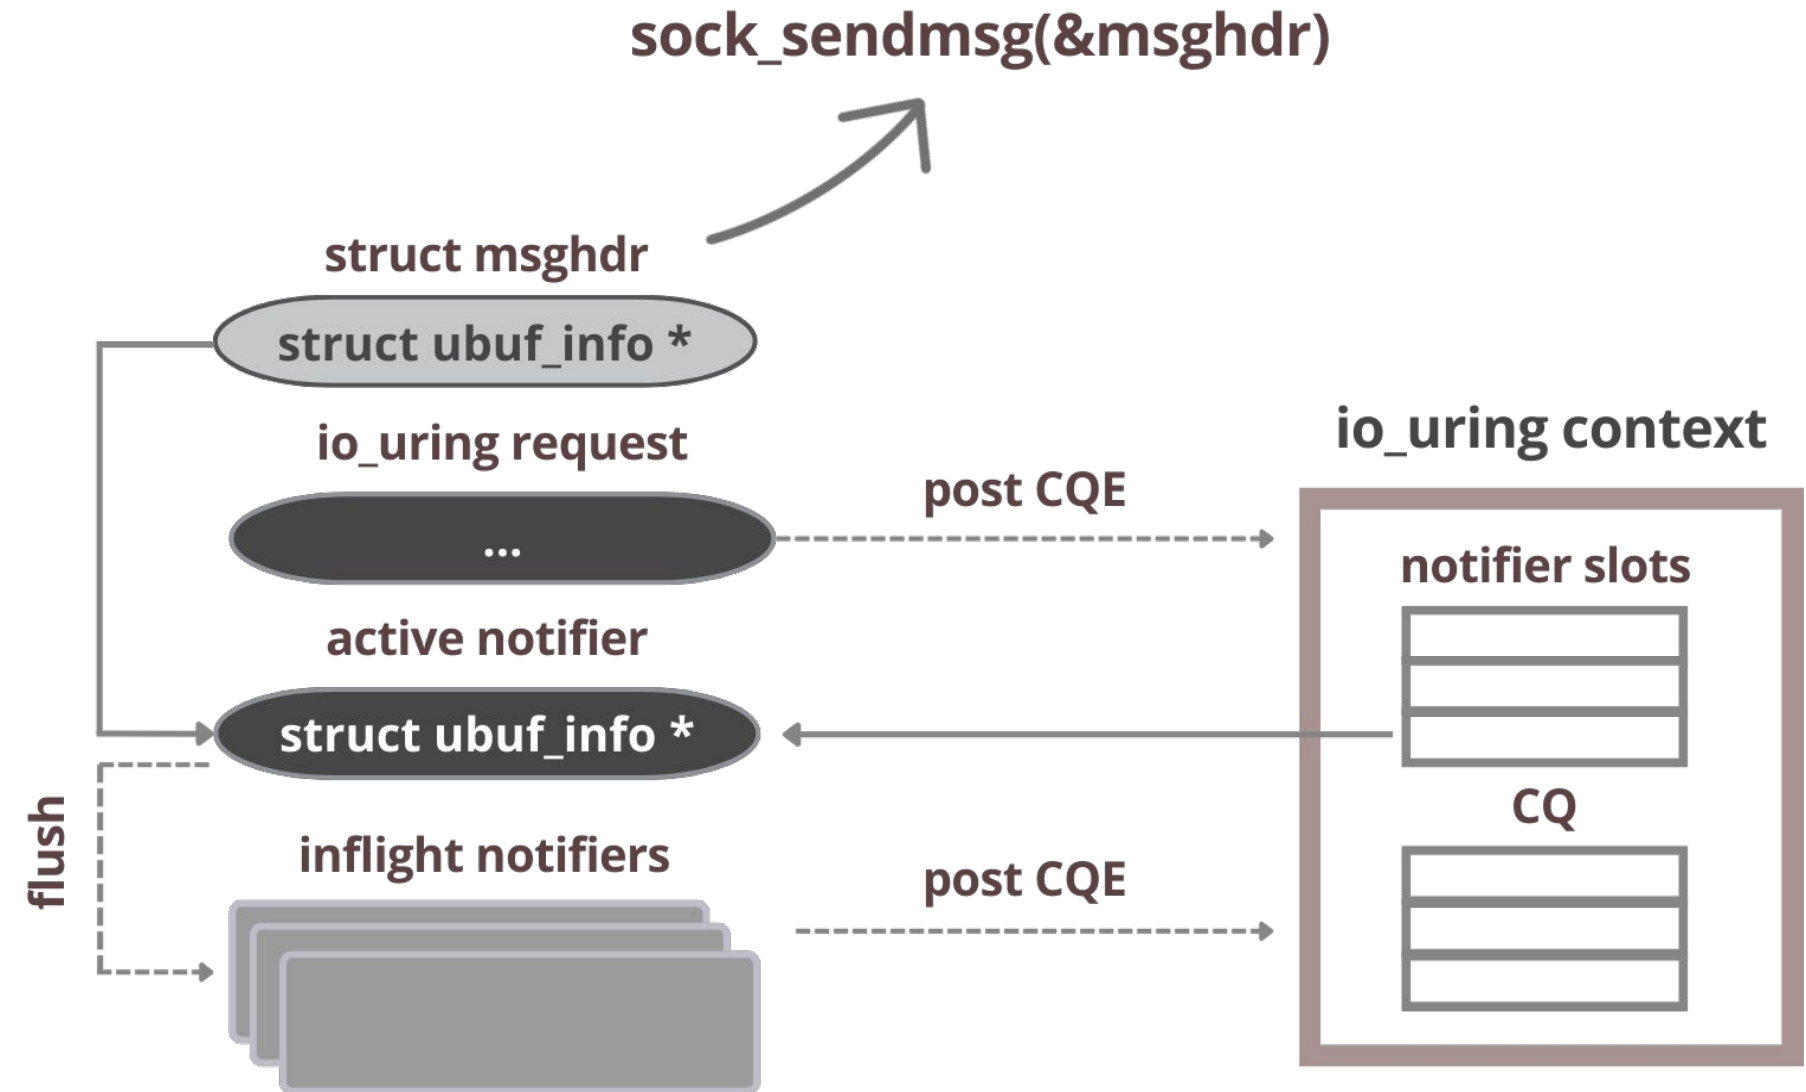 sock_sendmsg(&msghdr)
struct msghdr
struct ubuf_info *
io_uring request
...
post CQE
active notifier
struct ubuf_info *
flush
inflight notifiers
post CQE
io_uring context
notifier slots
CQ